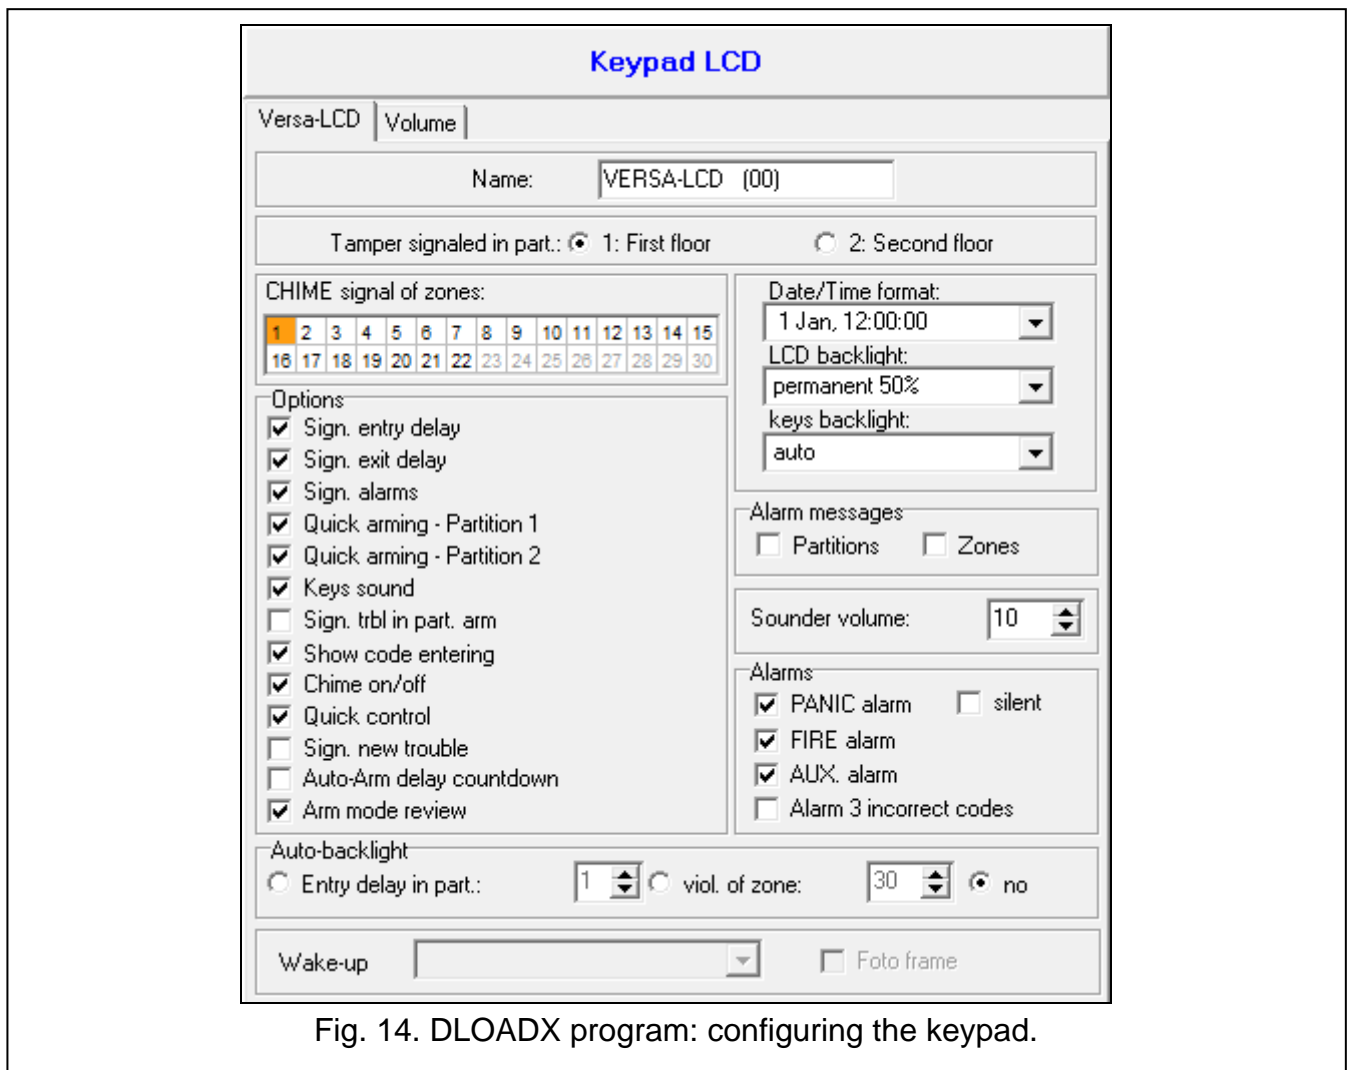 Keypad LCD
Versa-LCD Volume
Name: VERSA-LCD (00)
Tamper signaled in part.: 1: First floor 2: Second floor
CHIME signal of zones:
1 2 3 4 5 6 7 8 9 10 11 12 13 14 15
16 17 18 19 20 21 22 23 24 25 26 27 28 29 30
Options
Sign. entry delay
Sign. exit delay
Sign. alarms
Quick arming - Partition 1
Quick arming - Partition 2
Keys sound
Sign. trbl in part. arm
Show code entering
Chime on/off
Quick control
Sign. new trouble
Auto-Arm delay countdown
Arm mode review
Date/Time format:
1 Jan, 12:00:00
LCD backlight:
permanent 50%
keys backlight:
auto
Alarm messages
Partitions Zones
Sounder volume: 10
Alarms
PANIC alarm silent
FIRE alarm
AUX. alarm
Alarm 3 incorrect codes
Auto-backlight
Entry delay in part.: 1 viol. of zone: 30 no
Wake-up Foto frame
Fig. 14. DLOADX program: configuring the keypad.